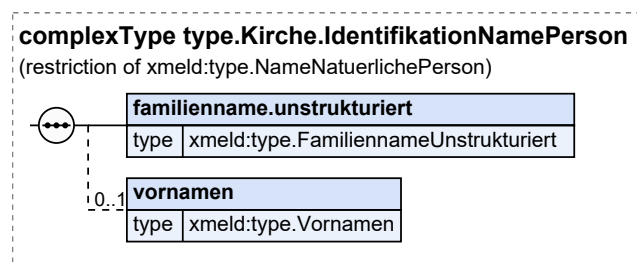 complexType type.Kirche.IdentifikationNamePerson
(restriction of xmeld:type.NameNatuerlichePerson)
familienname.unstrukturiert
type xmeld:type.FamiliennameUnstrukturiert
0..1 vornamen
type xmeld:type.Vornamen